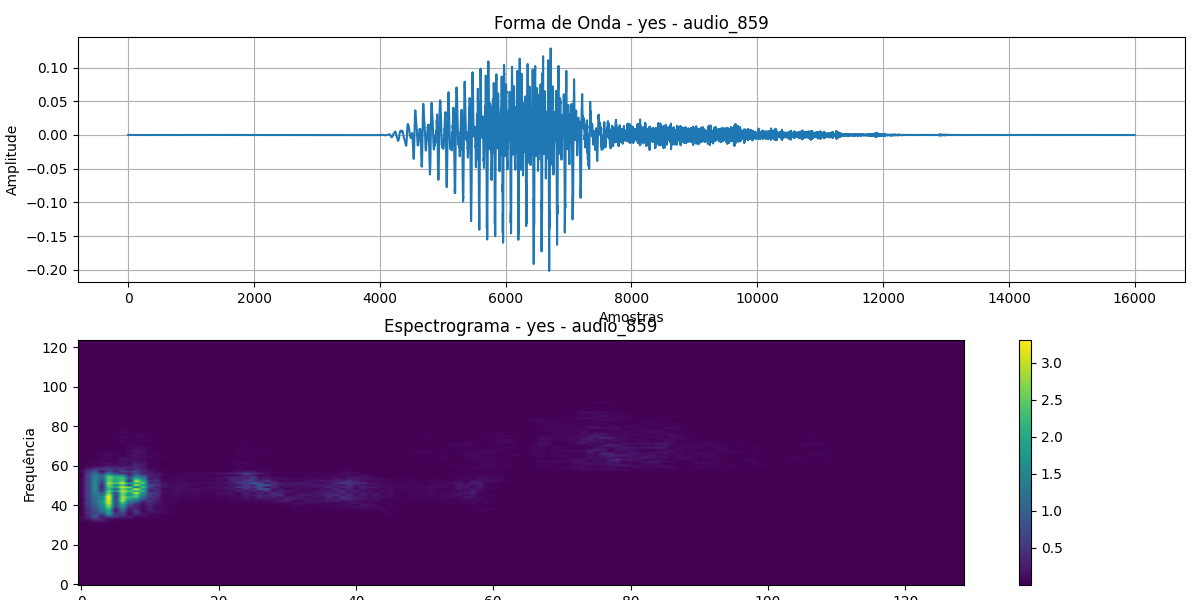 Forma de Onda - yes - audio_859
Amplitude
0.10
0.05
0.00
−0.05
−0.10
−0.15
−0.20
0 2000 4000 6000 8000 10000 12000 14000 16000
Amostras
Espectrograma - yes - audio_859
Frequência
120
100
80
60
40
20
0
0 20 40 60 80 100 120
3.0
2.5
2.0
1.5
1.0
0.5